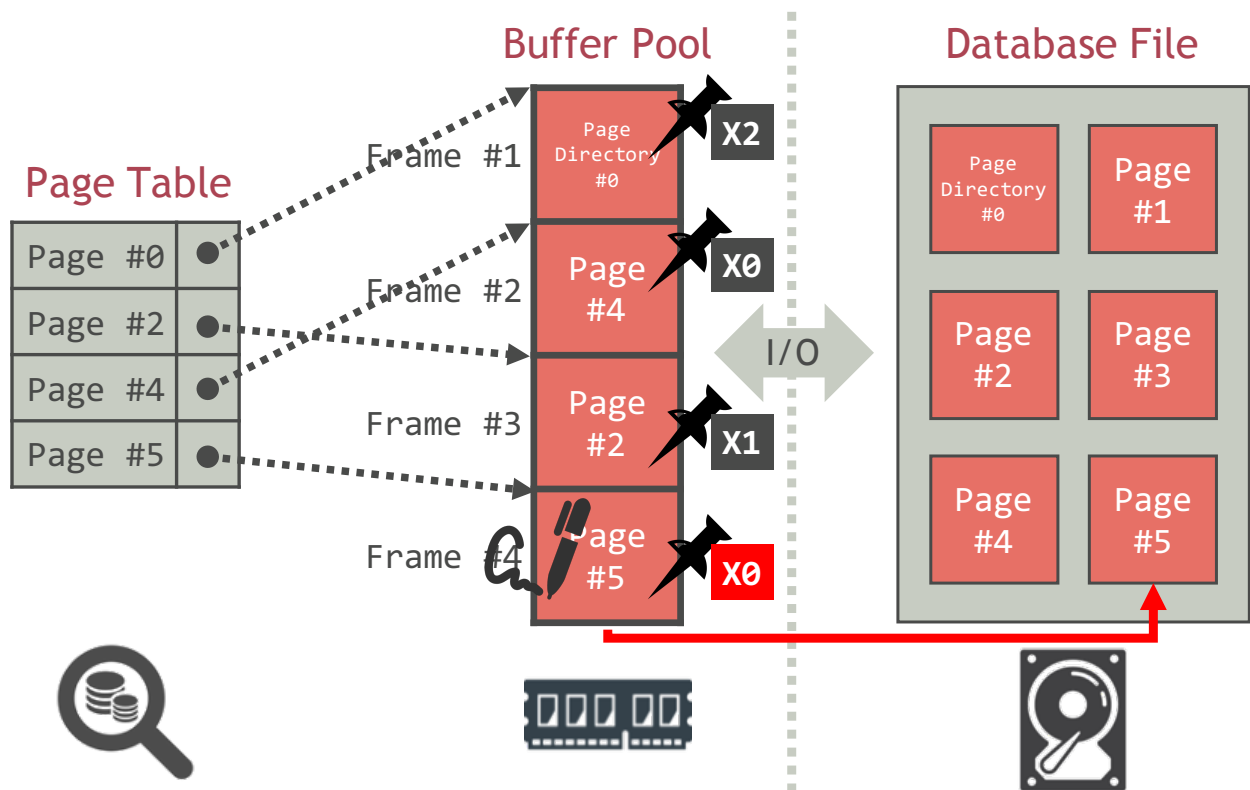 Buffer Pool
Database File
Page Table
Page #0
Page #2
Page #4
Page #5
Frame #1
Frame #2
Frame #3
Frame #4
Page
Directory
#0
X2
Page
#4
X0
Page
#2
X1
Page
#5
X0
I/O
Page
Directory
#0
Page
#1
Page
#2
Page
#3
Page
#4
Page
#5